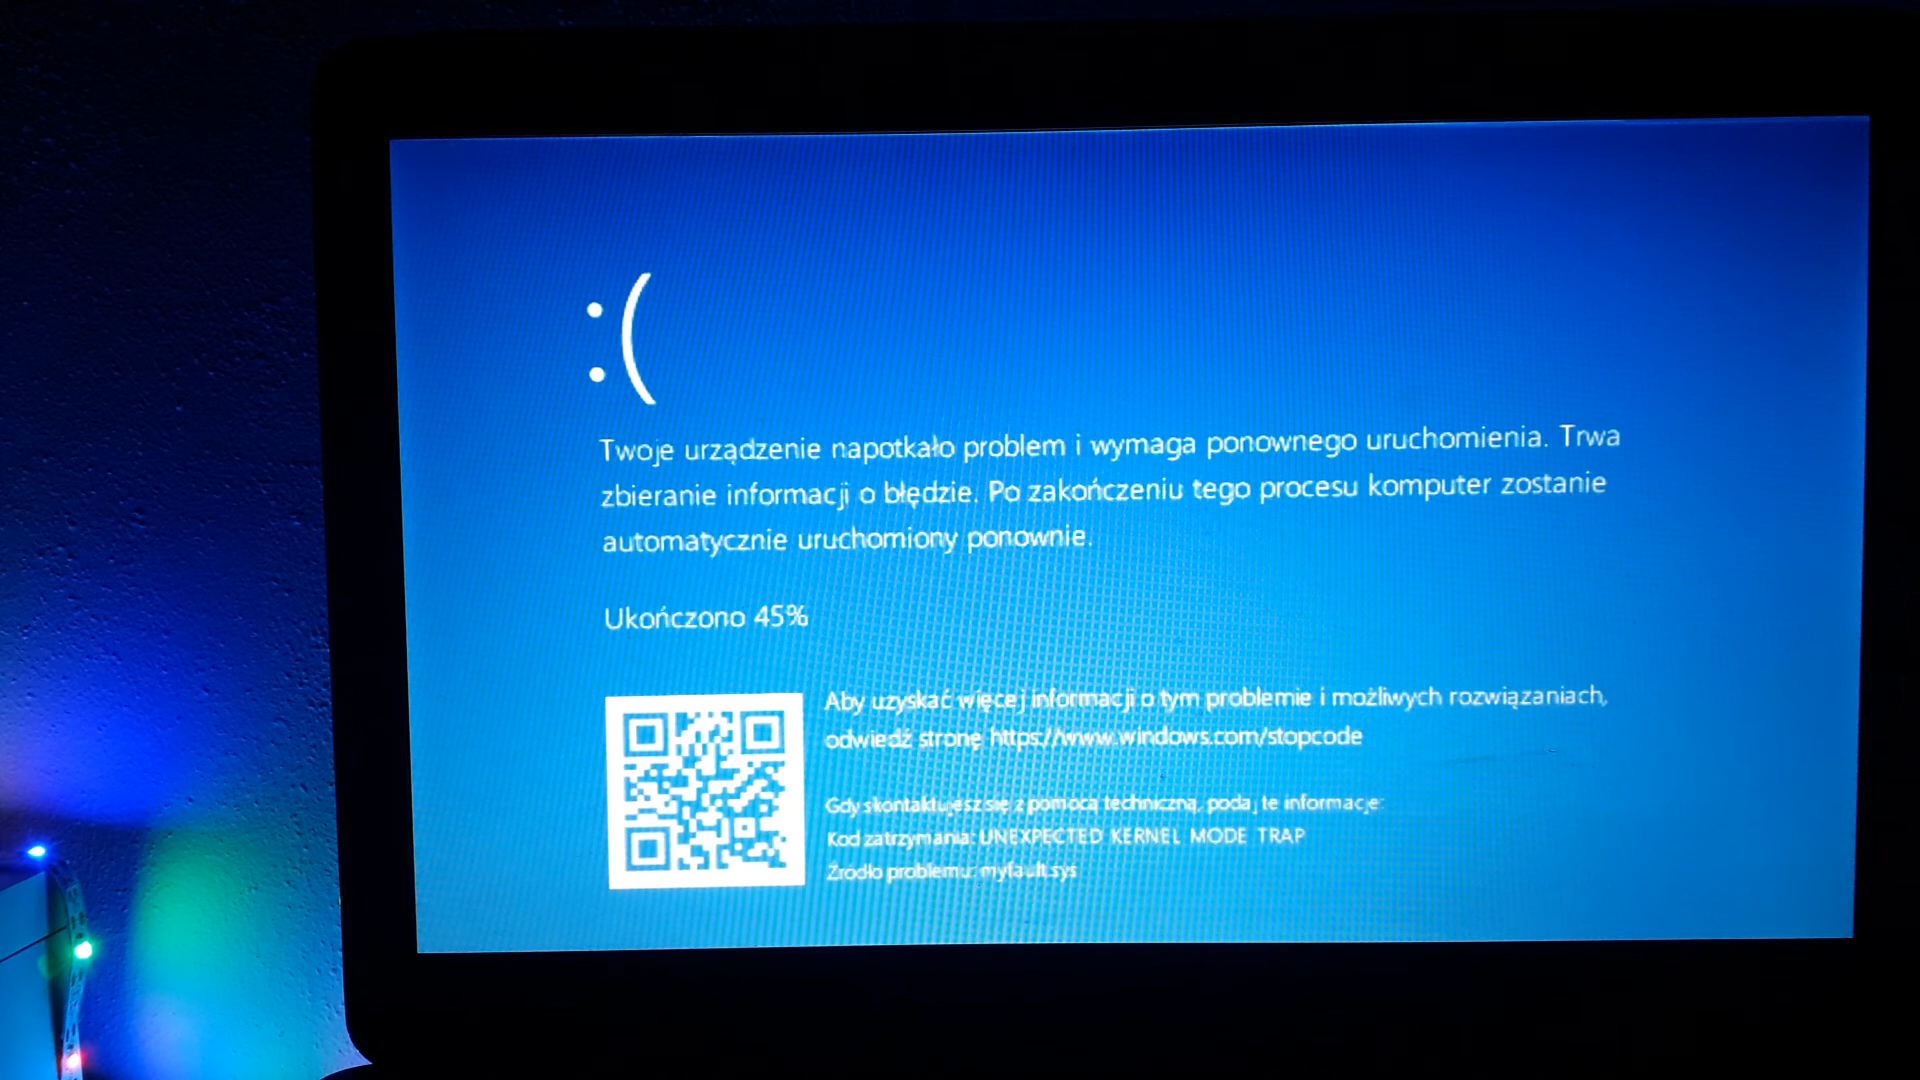 :(
Twoje urządzenie napotkało problem i wymaga ponownego uruchomienia. Trwa
zbieranie informacji o błędzie. Po zakończeniu tego procesu komputer zostanie
automatycznie uruchomiony ponownie.
Ukończono 45%
Aby uzyskać więcej informacji o tym problemie i możliwych rozwiązaniach,
odwiedź stronę https://www.windows.com/stopcode
Gdy skontaktujesz się z pomocą techniczną, podaj te informacje:
Kod zatrzymania: UNEXPECTED KERNEL MODE TRAP
Źródło problemu: myfault.sys